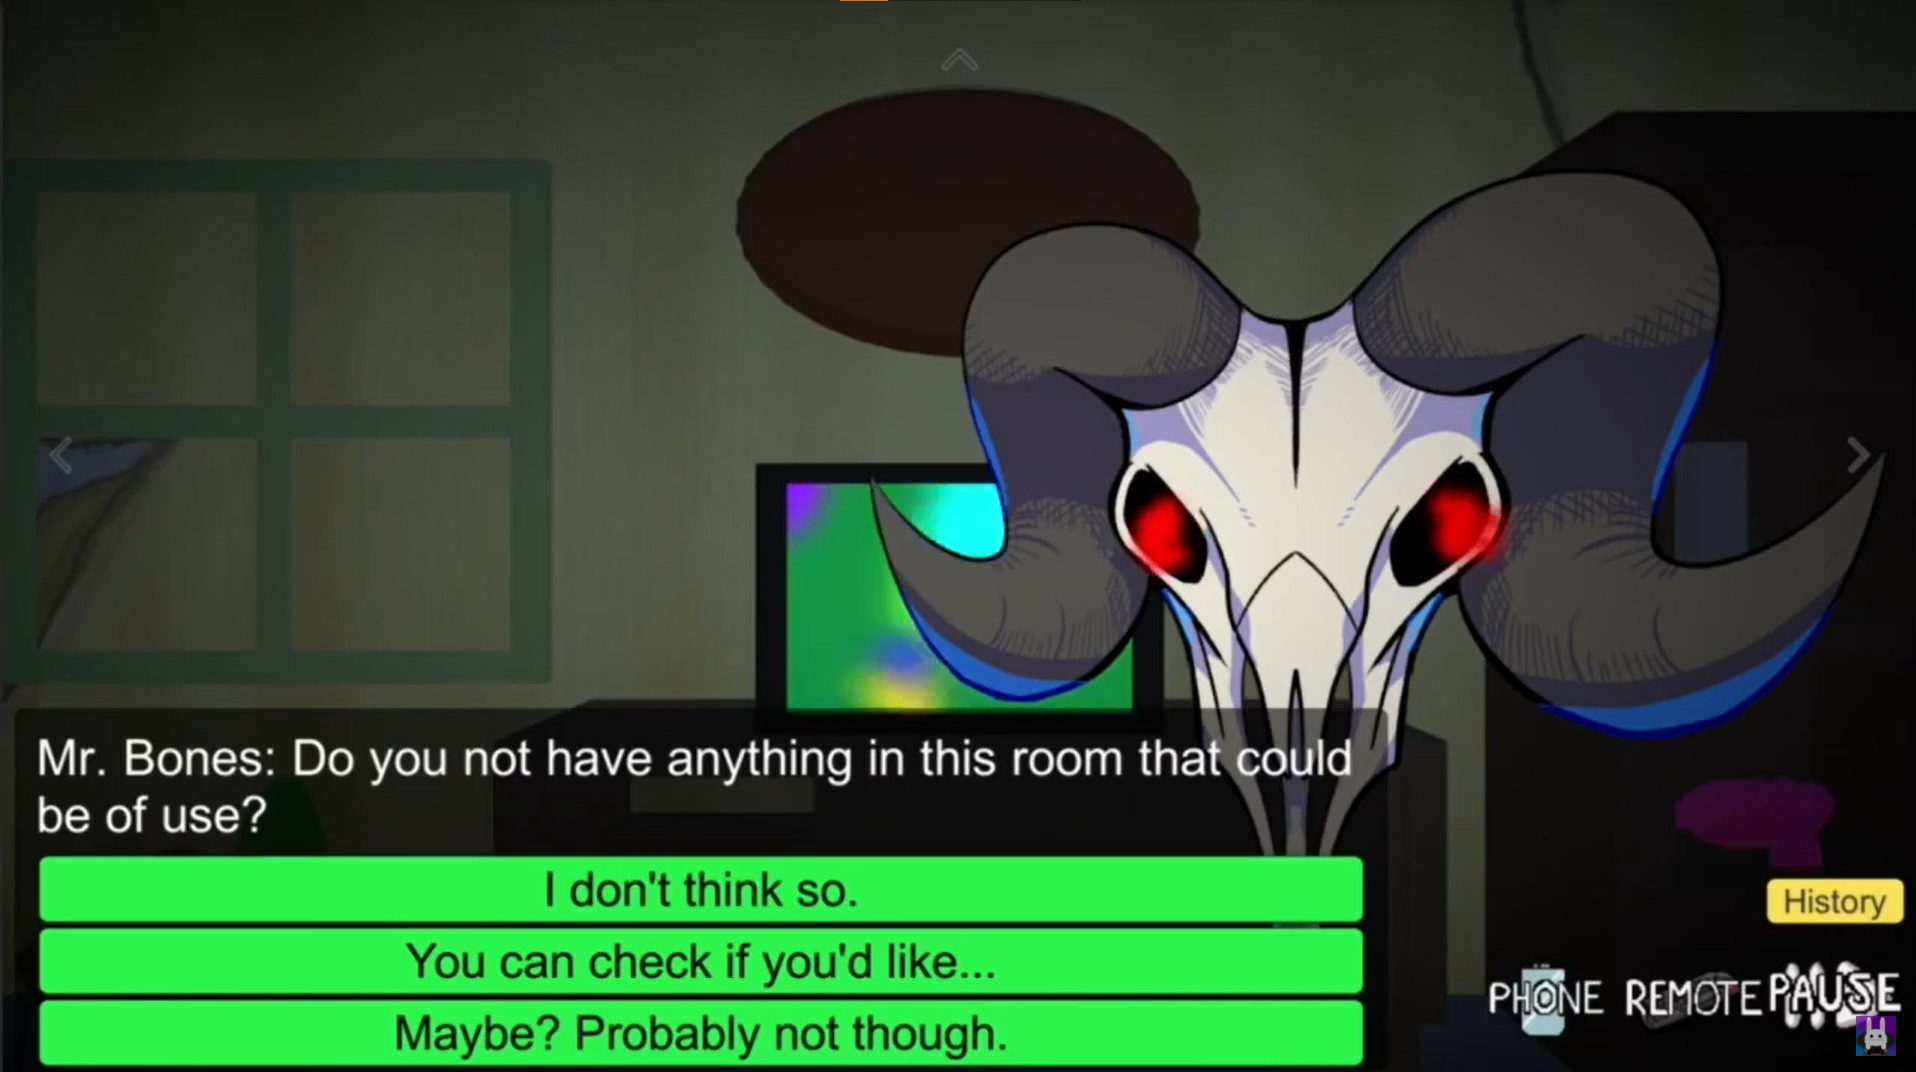 Mr. Bones: Do you not have anything in this room that could
be of use?
I don't think so.
You can check if you'd like...
Maybe? Probably not though.
History
PHONE REMOTE PAUSE